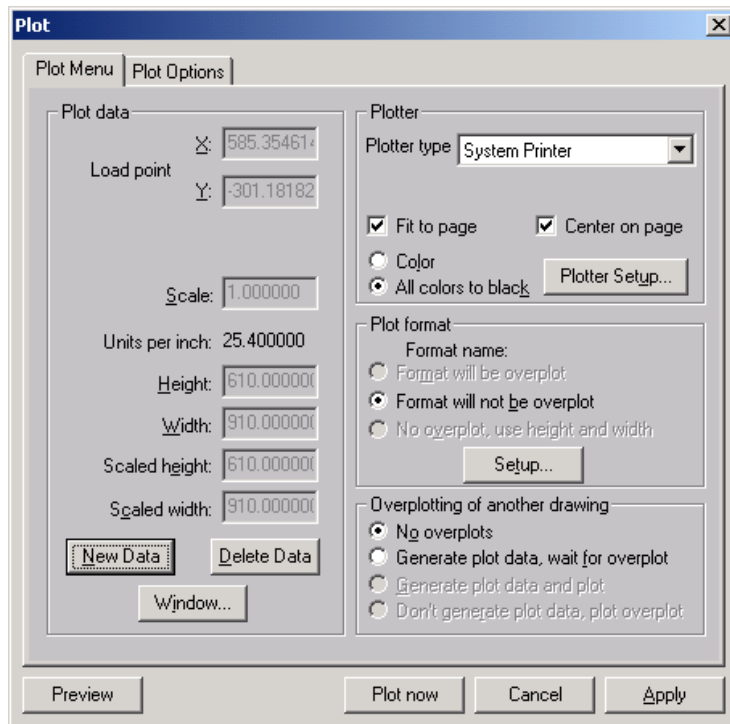 Plot
Plot Menu
Plot Options
Plot data
Load point
X: 585.354614
Y: -301.18182
Scale: 1.000000
Units per inch: 25.400000
Height: 610.000000
Width: 910.000000
Scaled height: 610.000000
Scaled width: 910.000000
New Data
Delete Data
Window...
Plotter
Plotter type System Printer
Fit to page
Center on page
Color
All colors to black
Plotter Setup...
Plot format
Format name:
Format will be overplot
Format will not be overplot
No overplot, use height and width
Setup...
Overplotting of another drawing
No overplots
Generate plot data, wait for overplot
Generate plot data and plot
Don't generate plot data, plot overplot
Preview
Plot now
Cancel
Apply